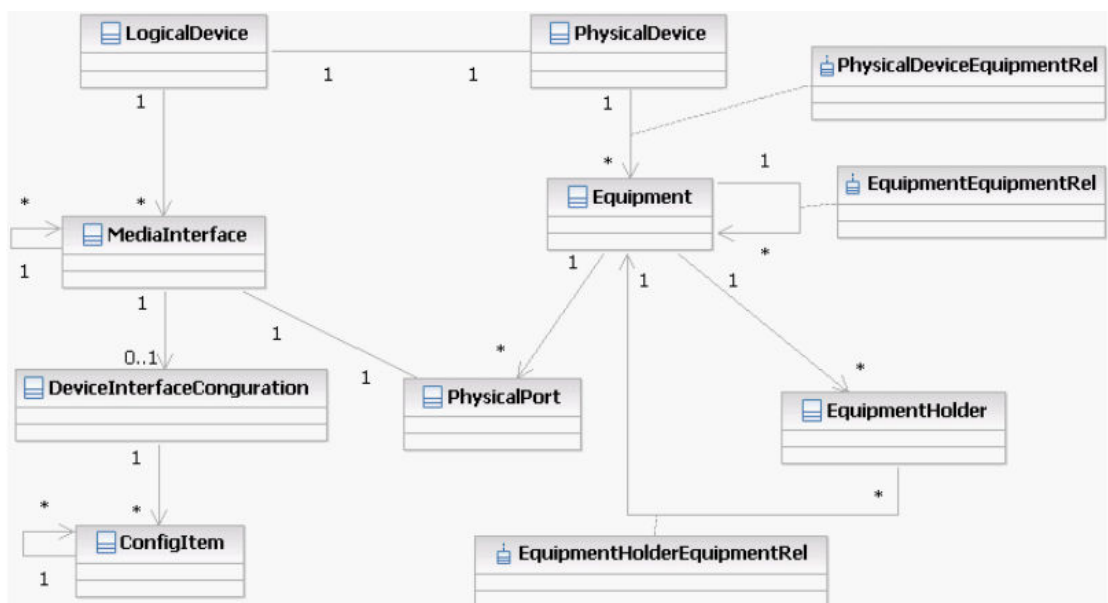 LogicalDevice
PhysicalDevice
PhysicalDeviceEquipmentRel
1
1
1
1
*
1
EquipmentEquipmentRel
Equipment
*
*
*
MediaInterface
1
1
1
1
1
1
0..1
*
1
*
DeviceInterfaceConguration
PhysicalPort
EquipmentHolder
1
*
*
*
ConfigItem
1
EquipmentHolderEquipmentRel